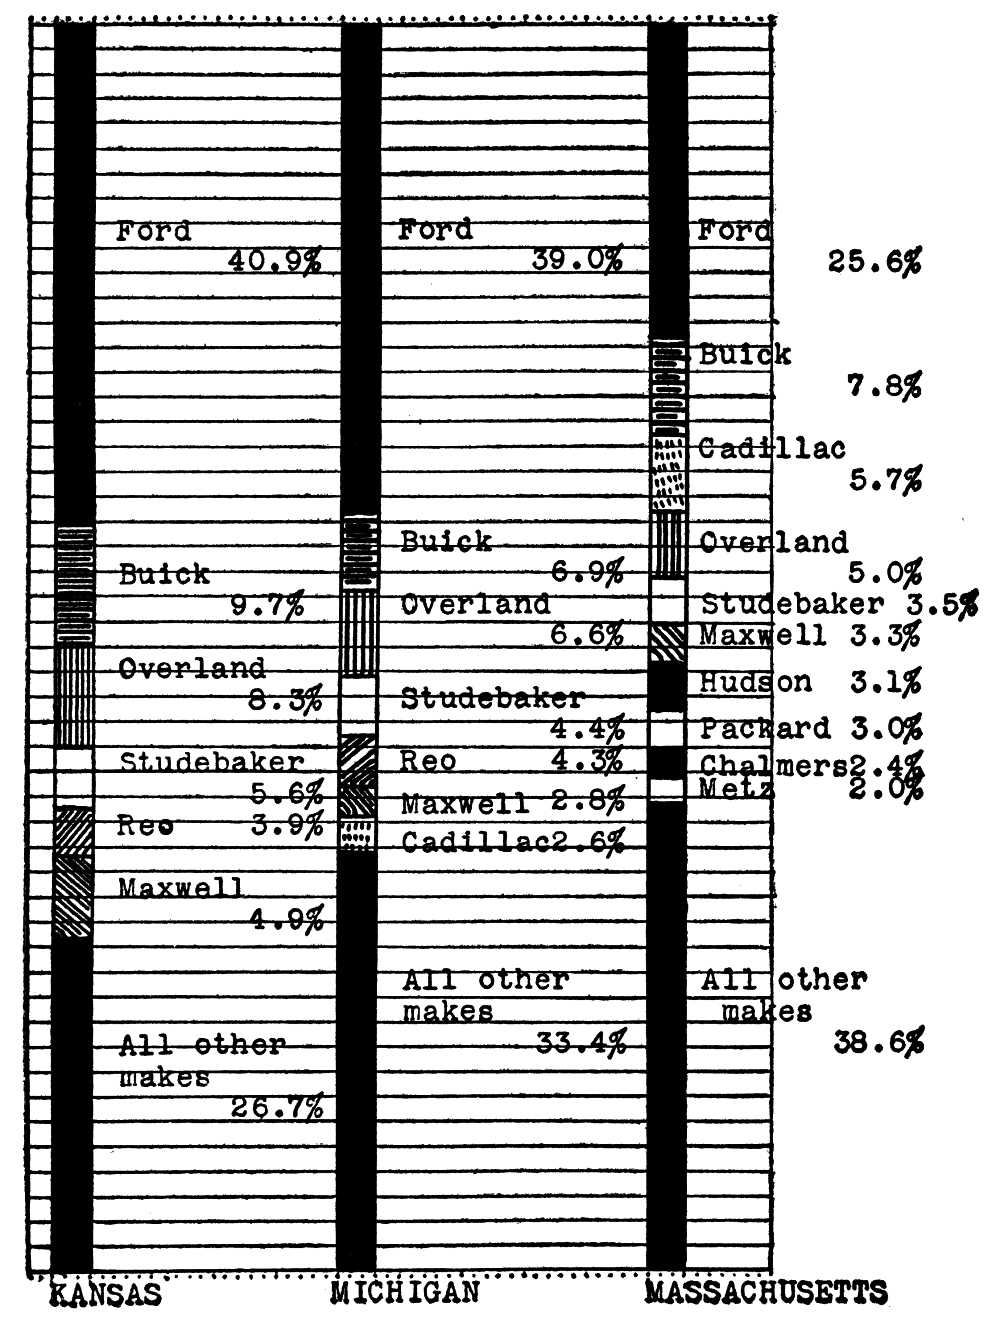 Ford
40.9%
Buick
9.7%
Overland
8.3%
Studebaker
5.6%
Reo 3.9%
Maxwell
4.9%
All other
makes
26.7%
KANSAS
Ford
39.0%
Buick
6.9%
Overland
6.6%
Studebaker
4.4%
Reo 4.3%
Maxwell 2.8%
Cadillac2.6%
All other
makes
33.4%
MICHIGAN
Ford
25.6%
Buick
7.8%
Cadillac
5.7%
Overland
5.0%
Studebaker 3.5%
Maxwell 3.3%
Hudson 3.1%
Packard 3.0%
Chalmers2.4%
Metz 2.0%
All other
makes
38.6%
MASSACHUSETTS